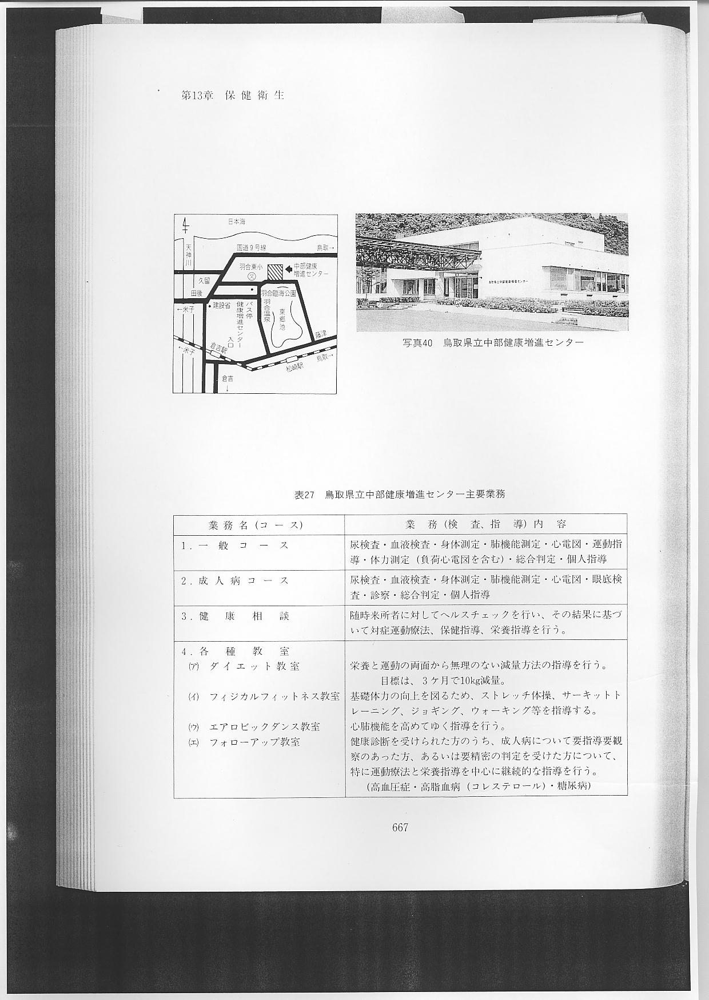 第13章 保健衛生
日本海
天神川
国道9号線
鳥取→
羽合東小
文
中部健康
増進センター
久留
田後
羽合臨海公園
←米子
建設省
バス停
健康増進センター
入口
羽合温泉
東郷池
藤津
←米子
倉吉駅
松崎駅
鳥取→
倉吉
↓
鳥取県立中部健康増進センター
写真40 鳥取県立中部健康増進センター
表27 鳥取県立中部健康増進センター主要業務
業務名(コース) 業務(検査、指導)内容
1.一般コース 尿検査・血液検査・身体測定・肺機能測定・心電図・運動指
導・体力測定(負荷心電図を含む)・総合判定・個人指導
2.成人病コース 尿検査・血液検査・身体測定・肺機能測定・心電図・眼底検
査・診察・総合判定・個人指導
3.健康相談 随時来所者に対してヘルスチェックを行い、その結果に基づ
いて対症運動療法、保健指導、栄養指導を行う。
4.各種教室
㋐ ダイエット教室 栄養と運動の両面から無理のない減量方法の指導を行う。
目標は、3ケ月で10kg減量。
㋑ フィジカルフィットネス教室 基礎体力の向上を図るため、ストレッチ体操、サーキットト
レーニング、ジョギング、ウォーキング等を指導する。
㋒ エアロビックダンス教室 心肺機能を高めてゆく指導を行う。
㋓ フォローアップ教室 健康診断を受けられた方のうち、成人病について要指導要観
察のあった方、あるいは要精密の判定を受けた方について、
特に運動療法と栄養指導を中心に継続的な指導を行う。
(高血圧症・高脂血病(コレステロール)・糖尿病)
667